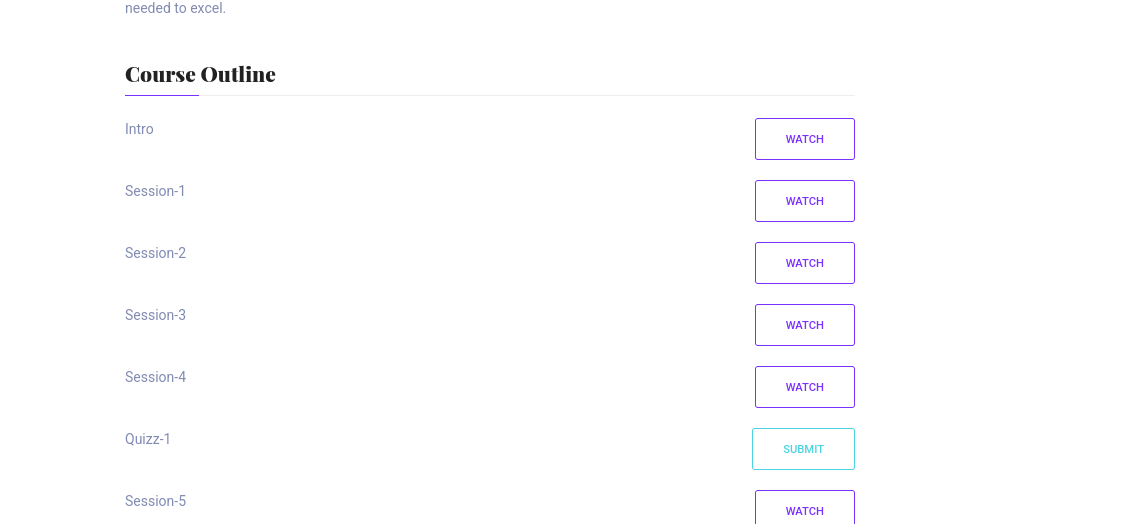 needed to excel.
Course Outline
Intro
WATCH
Session-1
WATCH
Session-2
WATCH
Session-3
WATCH
Session-4
WATCH
Quizz-1
SUBMIT
Session-5
WATCH